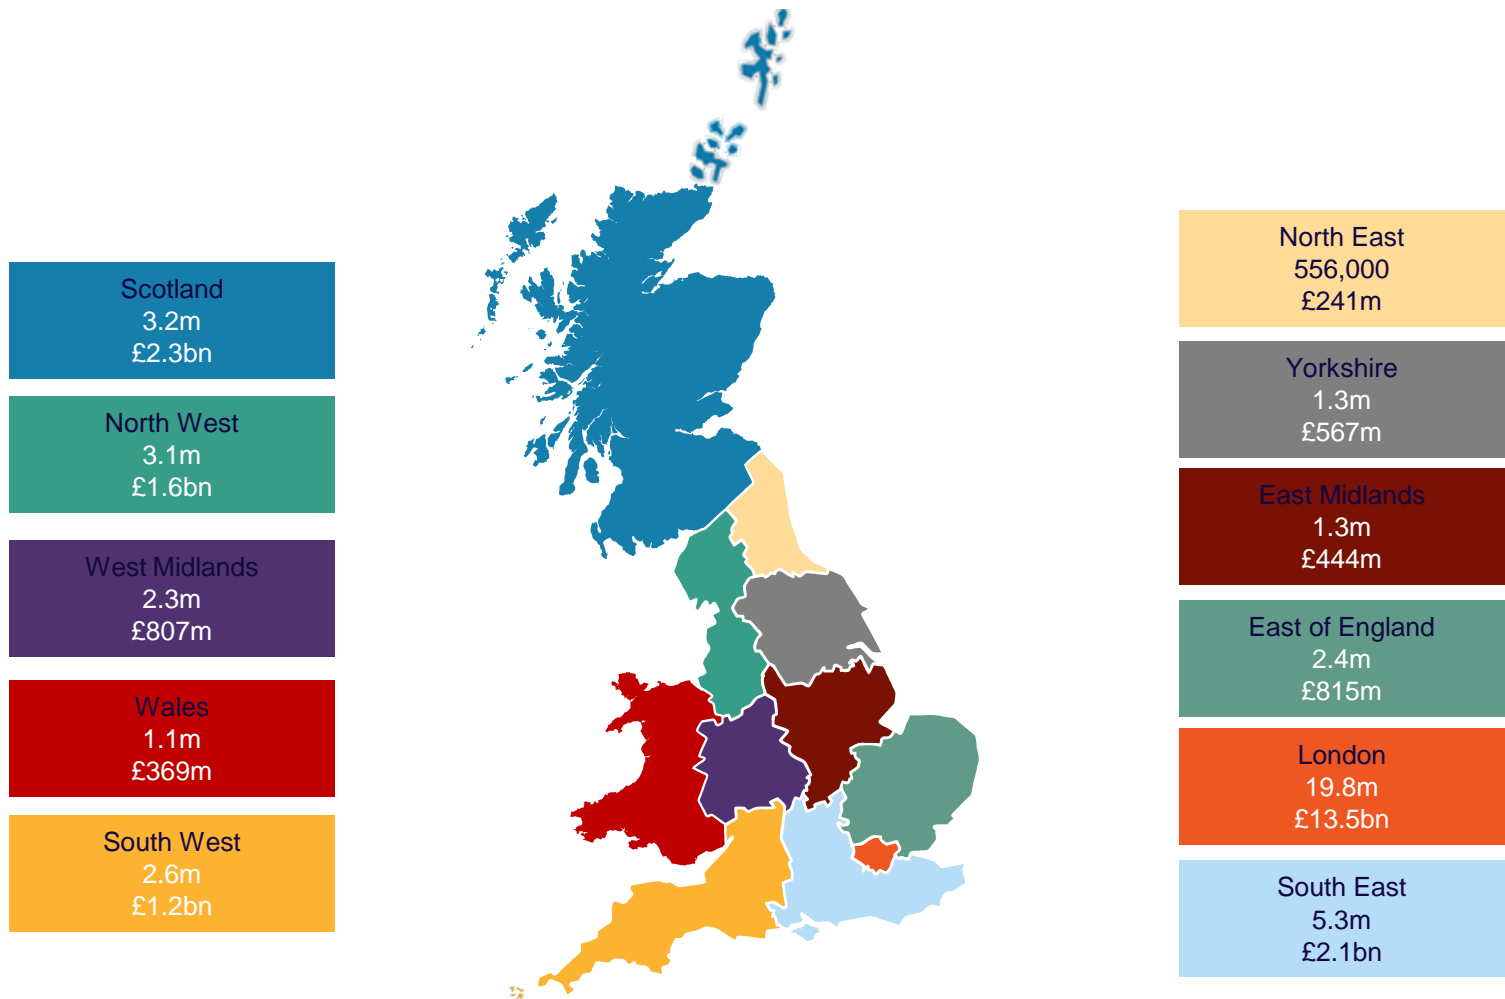 Scotland
3.2m
£2.3bn
North West
3.1m
£1.6bn
West Midlands
2.3m
£807m
Wales
1.1m
£369m
South West
2.6m
£1.2bn
North East
556,000
£241m
Yorkshire
1.3m
£567m
East Midlands
1.3m
£444m
East of England
2.4m
£815m
London
19.8m
£13.5bn
South East
5.3m
£2.1bn